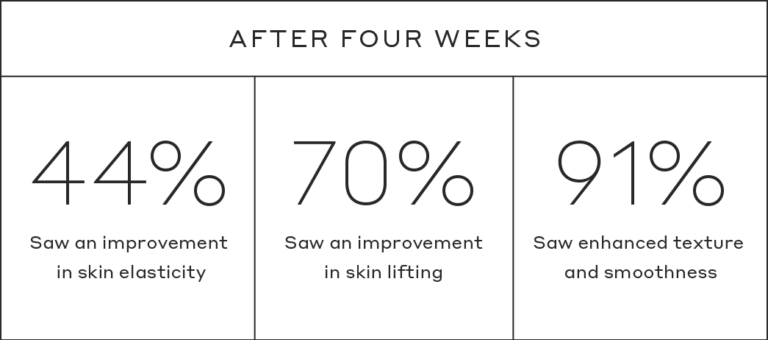 AFTER FOUR WEEKS
44%
Saw an improvement
in skin elasticity
70%
Saw an improvement
in skin lifting
91%
Saw enhanced texture
and smoothness